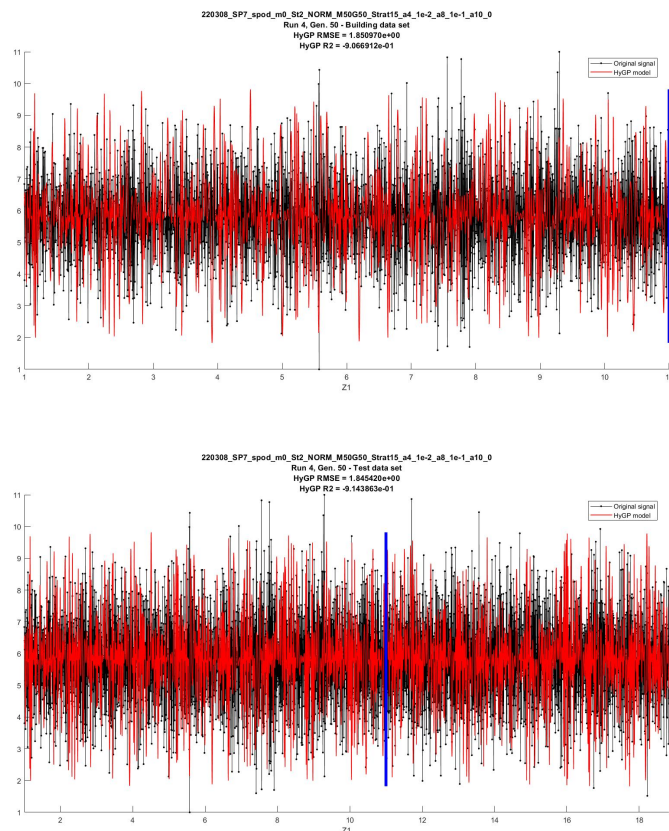 220308_SP7_spod_m0_St2_NORM_M50G50_Strat15_a4_1e-2_a8_1e-1_a10_0
Run 4, Gen. 50 - Building data set
HyGP RMSE = 1.850970e+00
HyGP R2 = -9.066912e-01
11
10
9
8
7
6
5
4
3
2
1
Original signal
HyGP model
1 2 3 4 5 6 7 8 9 10 1
Z1
220308_SP7_spod_m0_St2_NORM_M50G50_Strat15_a4_1e-2_a8_1e-1_a10_0
Run 4, Gen. 50 - Test data set
HyGP RMSE = 1.845420e+00
HyGP R2 = -9.143863e-01
11
10
9
8
7
6
5
4
3
2
1
Original signal
HyGP model
2 4 6 8 10 12 14 16 18
Z1